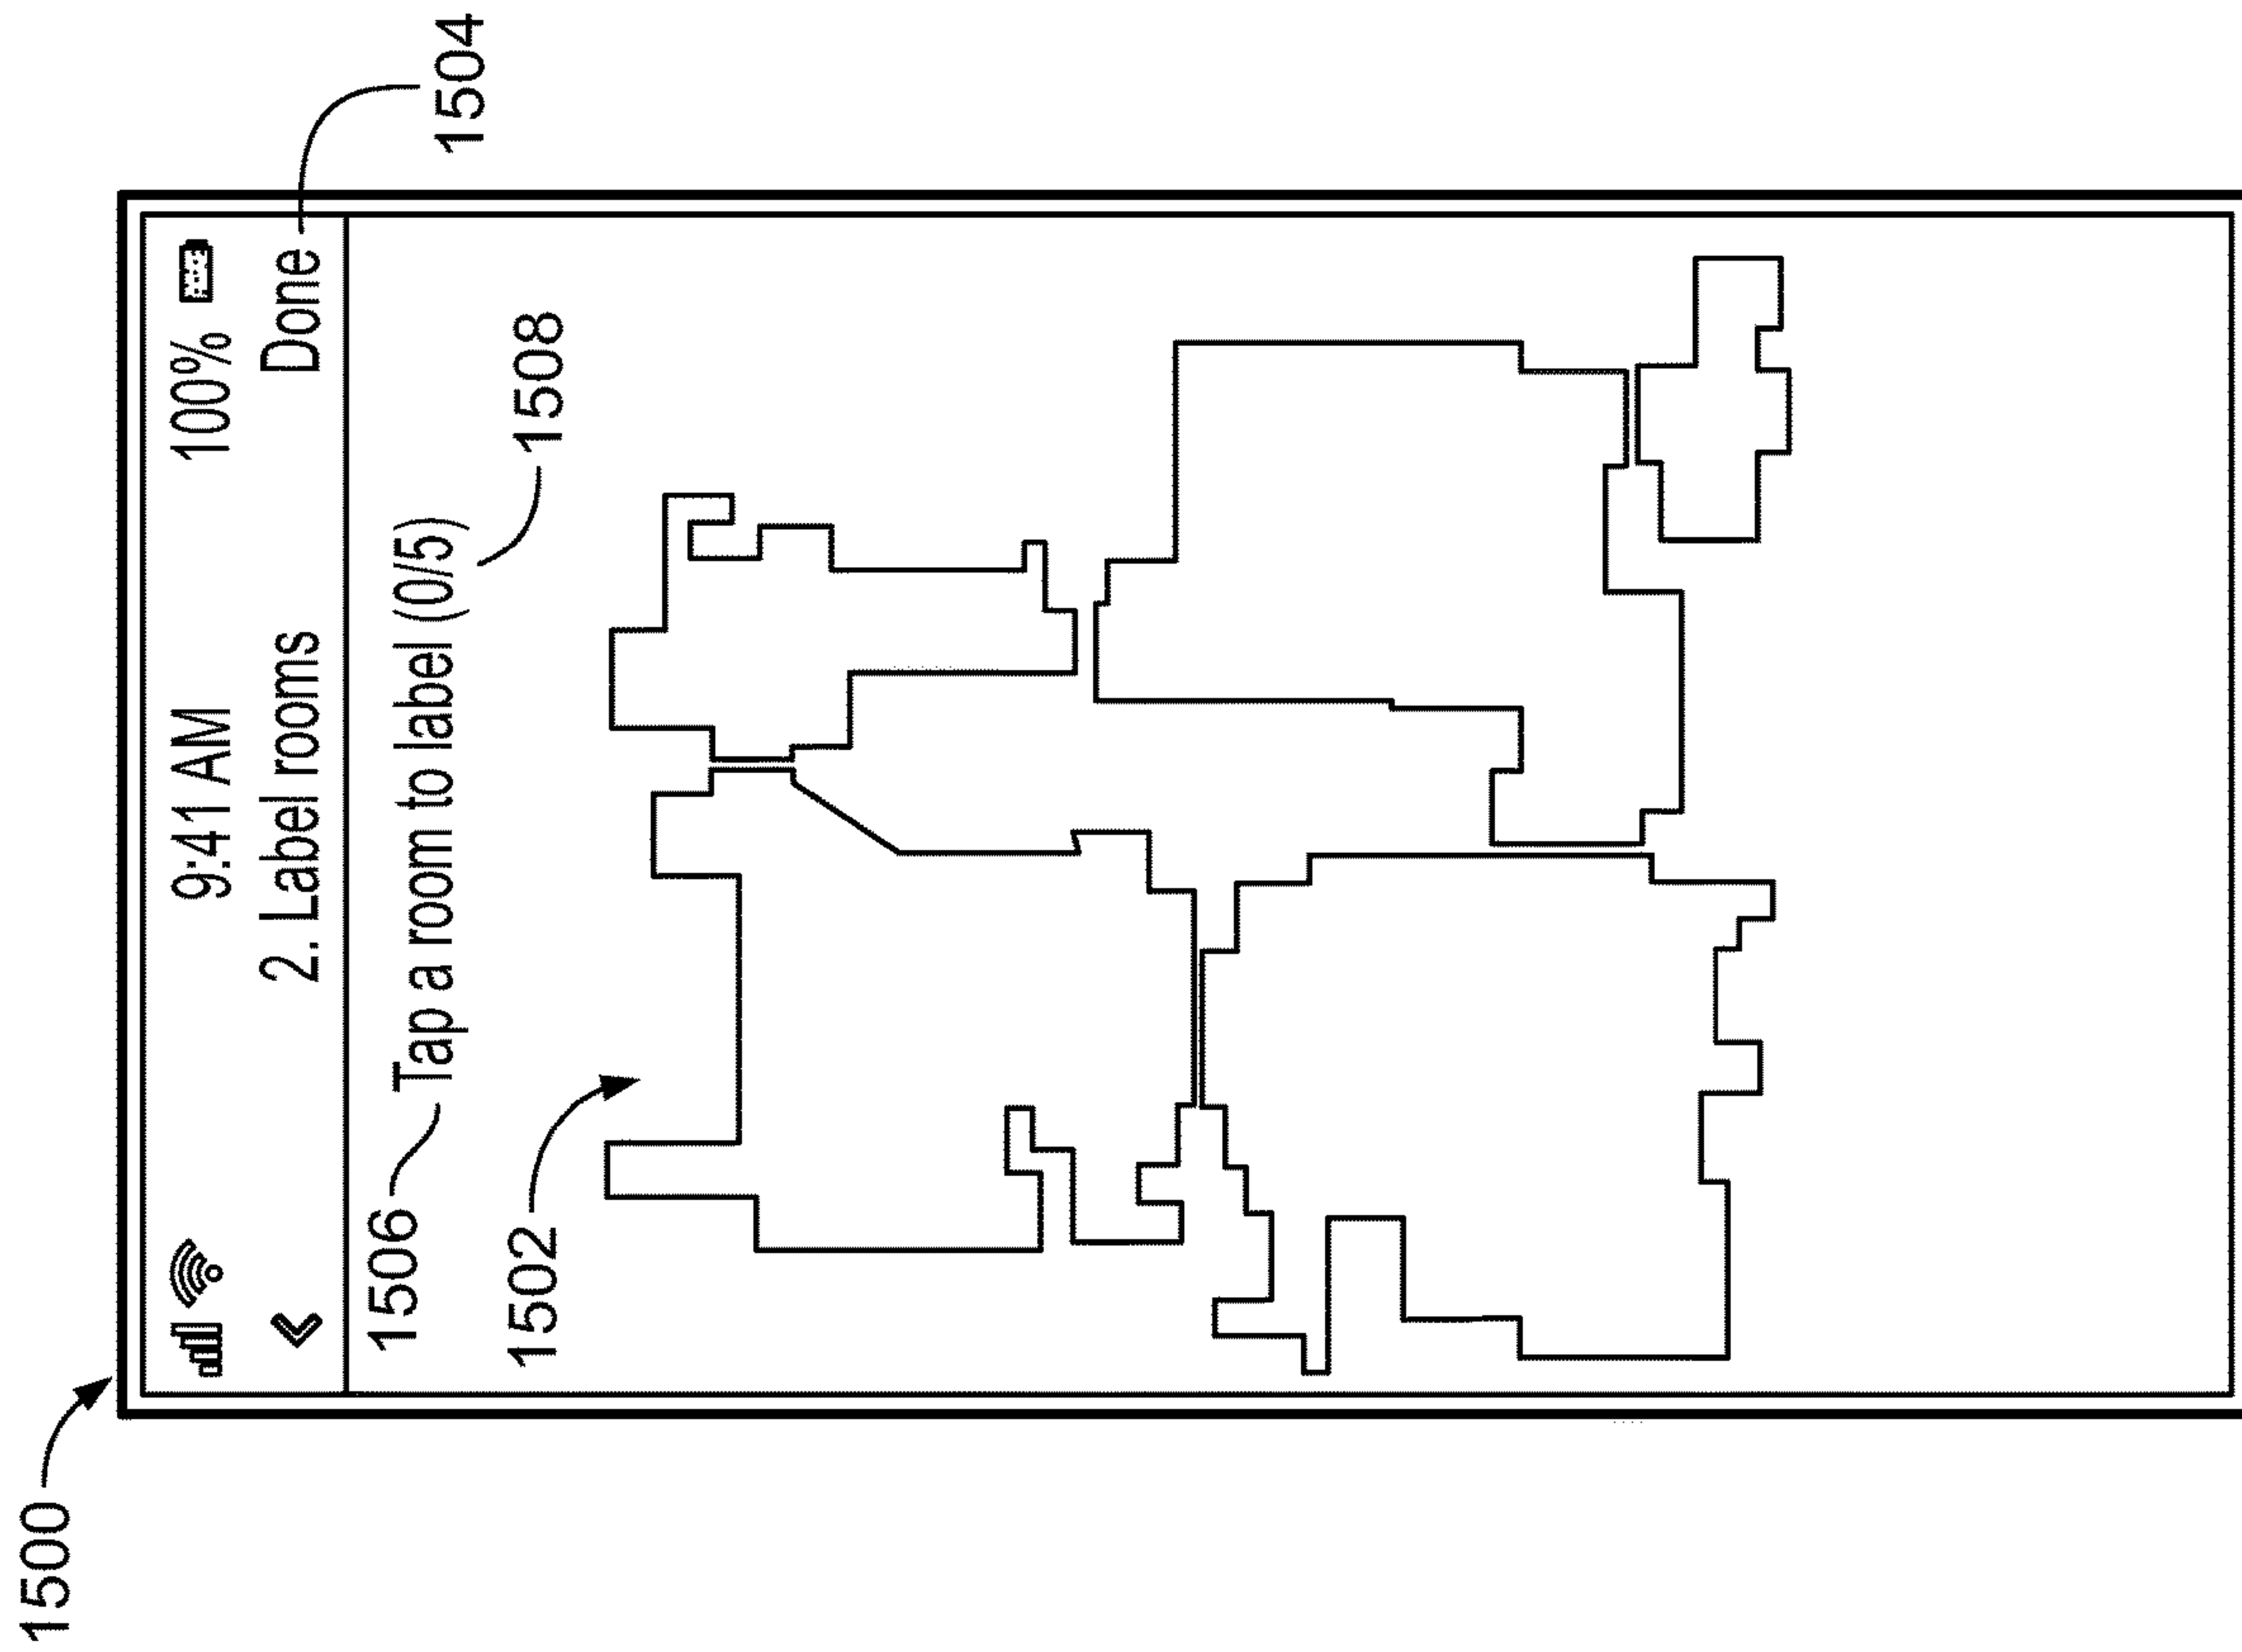 1500
9:41 AM 100%
2. Label rooms Done
1504
1506
Tap a room to label (0/5)
1508
1502